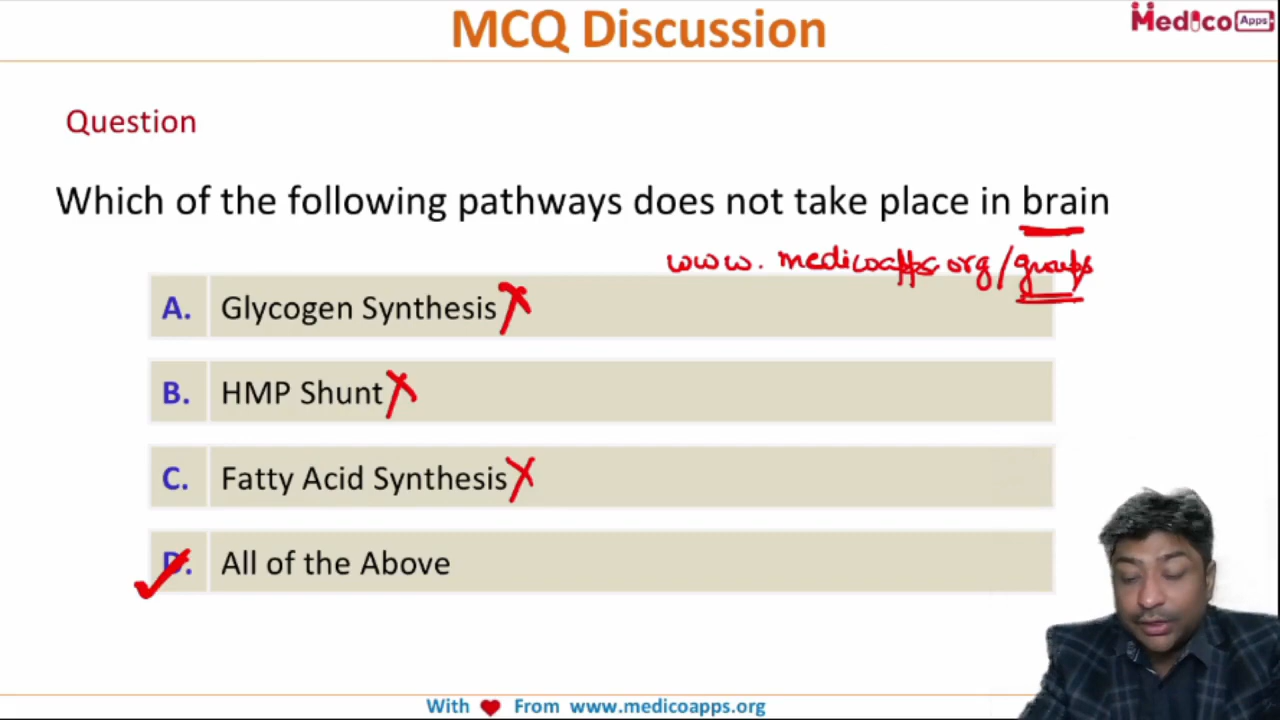 MCQ Discussion
Medico Apps
Question
Which of the following pathways does not take place in brain
www.medicoapps.org/groups
A. Glycogen Synthesis
B. HMP Shunt
C. Fatty Acid Synthesis
D. All of the Above
With From www.medicoapps.org